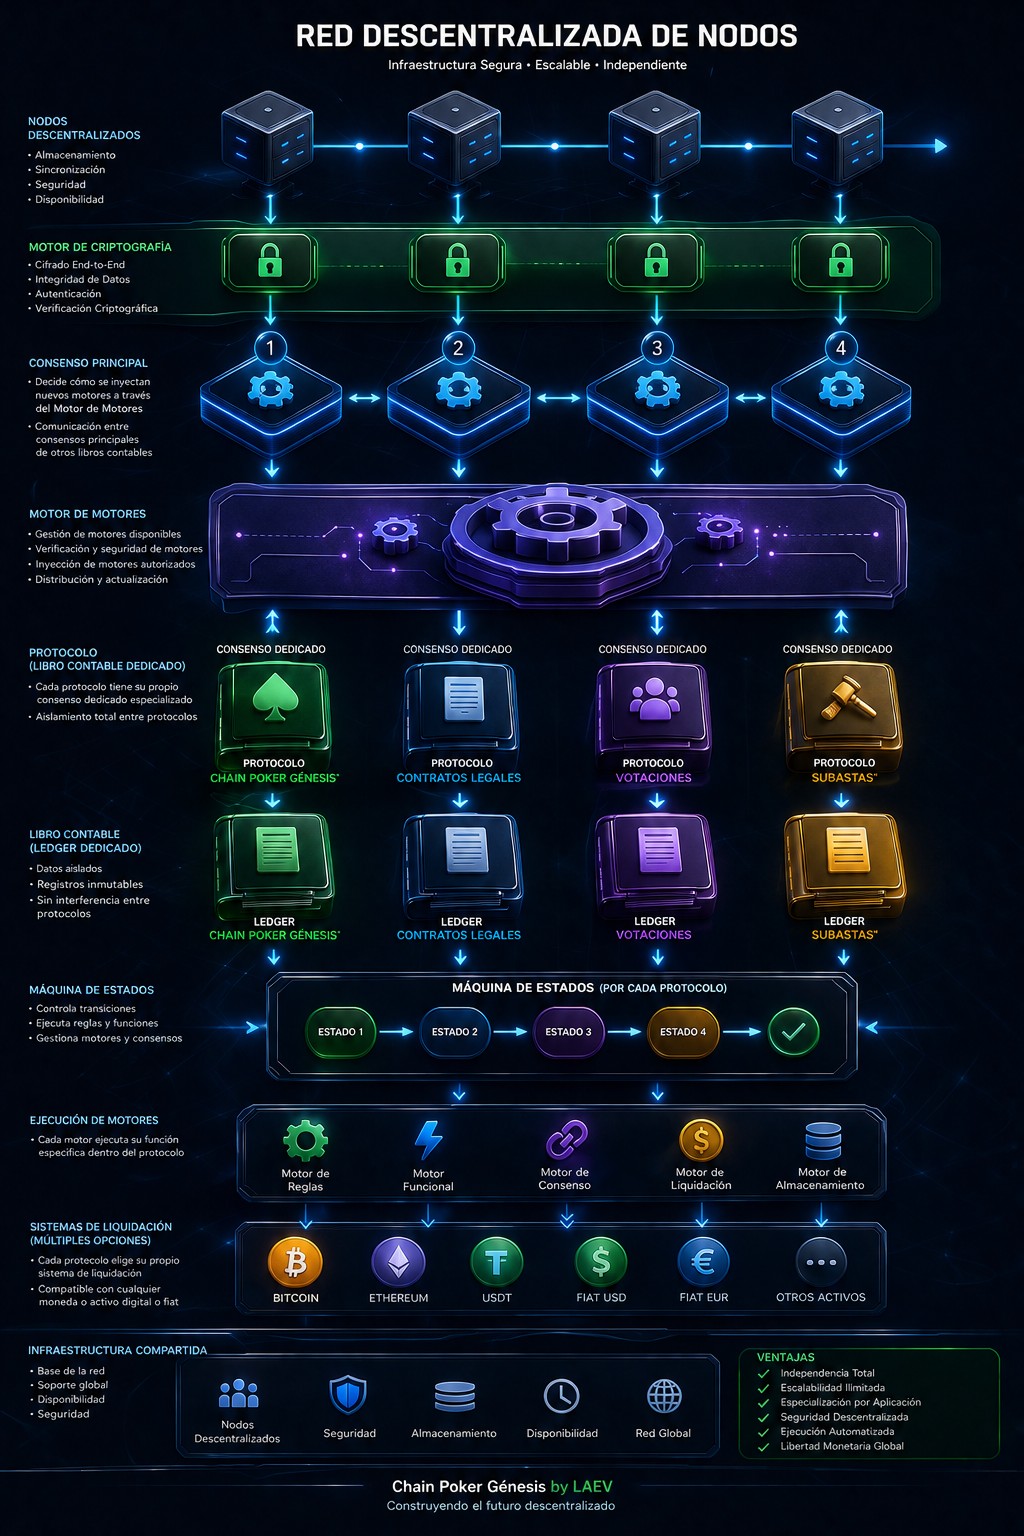 RED DESCENTRALIZADA DE NODOS
Infraestructura Segura • Escalable • Independiente
NODOS
DESCENTRALIZADOS
• Almacenamiento
• Sincronización
• Seguridad
• Disponibilidad
MOTOR DE CRIPTOGRAFÍA
• Cifrado End-to-End
• Integridad de Datos
• Autenticación
• Verificación Criptográfica
CONSENSO PRINCIPAL
• Decide cómo se inyectan
nuevos motores a través
del Motor de Motores
• Comunicación entre
consensos principales
de otros libros contables
1
2
3
4
MOTOR DE MOTORES
• Gestión de motores disponibles
• Verificación y seguridad de motores
• Inyección de motores autorizados
• Distribución y actualización
PROTOCOLO
(LIBRO CONTABLE DEDICADO)
• Cada protocolo tiene su propio
consenso dedicado especializado
• Aislamiento total entre protocolos
CONSENSO DEDICADO
PROTOCOLO
CHAIN POKER GÉNESIS"
CONSENSO DEDICADO
PROTOCOLO
CONTRATOS LEGALES
CONSENSO DEDICADO
PROTOCOLO
VOTACIONES
CONSENSO DEDICADO
PROTOCOLO
SUBASTAS"
LIBRO CONTABLE
(LEDGER DEDICADO)
• Datos aislados
• Registros inmutables
• Sin interferencia entre
protocolos
LEDGER
CHAIN POKER GÉNESIS"
LEDGER
CONTRATOS LEGALES
LEDGER
VOTACIONES
LEDGER
SUBASTAS"
MÁQUINA DE ESTADOS
• Controla transiciones
• Ejecuta reglas y funciones
• Gestiona motores y consensos
MÁQUINA DE ESTADOS (POR CADA PROTOCOLO)
ESTADO 1
ESTADO 2
ESTADO 3
ESTADO 4
EJECUCIÓN DE MOTORES
• Cada motor ejecuta su función
especifica dentro del protocolo
Motor de
Reglas
Motor
Funcional
Motor de
Consenso
Motor de
Liquidación
Motor de
Almacenamiento
SISTEMAS DE LIQUIDACIÓN
(MÚLTIPLES OPCIONES)
• Cada protocolo elige su propio
sistema de liquidación
• Compatible con cualquier
moneda o activo digital o fiat
BITCOIN
ETHEREUM
USDT
FIAT USD
FIAT EUR
OTROS ACTIVOS
INFRAESTRUCTURA COMPARTIDA
• Base de la red
• Soporte global
• Disponibilidad
• Seguridad
Nodos
Descentralizados
Seguridad
Almacenamiento
Disponibilidad
Red Global
VENTAJAS
Independencia Total
Escalabilidad Ilimitada
Especialización por Aplicación
Seguridad Descentralizada
Ejecución Automatizada
Libertad Monetaria Global
Chain Poker Génesis by LAEV
Construyendo el futuro descentralizado